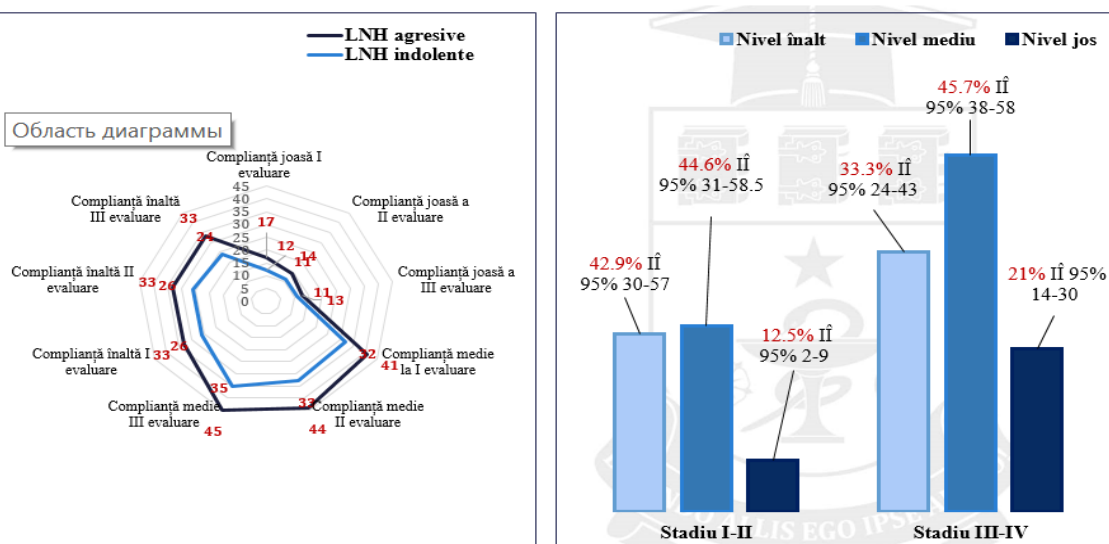 LNH agresive
LNH indolente
Область диаграммы
Complianță joasă I
evaluare
Complianță joasă a
II evaluare
Complianță joasă a
III evaluare
Complianță medie
la I evaluare
Complianță medie
II evaluare
Complianță medie
III evaluare
Complianță înaltă I
evaluare
Complianță înaltă II
evaluare
Complianță înaltă
III evaluare
45
40
35
30
25
20
15
10
5
0
17
14
13
41
44
45
33
33
33
12
11
11
32
33
35
26
26
24
Nivel înalt Nivel mediu Nivel jos
42.9% IÎ
95% 30-57
44.6% IÎ
95% 31-58.5
12.5% IÎ
95% 2-9
33.3% IÎ
95% 24-43
45.7% IÎ
95% 38-58
21% IÎ 95%
14-30
Stadiu I-II Stadiu III-IV
ALIIS EGO IPSE